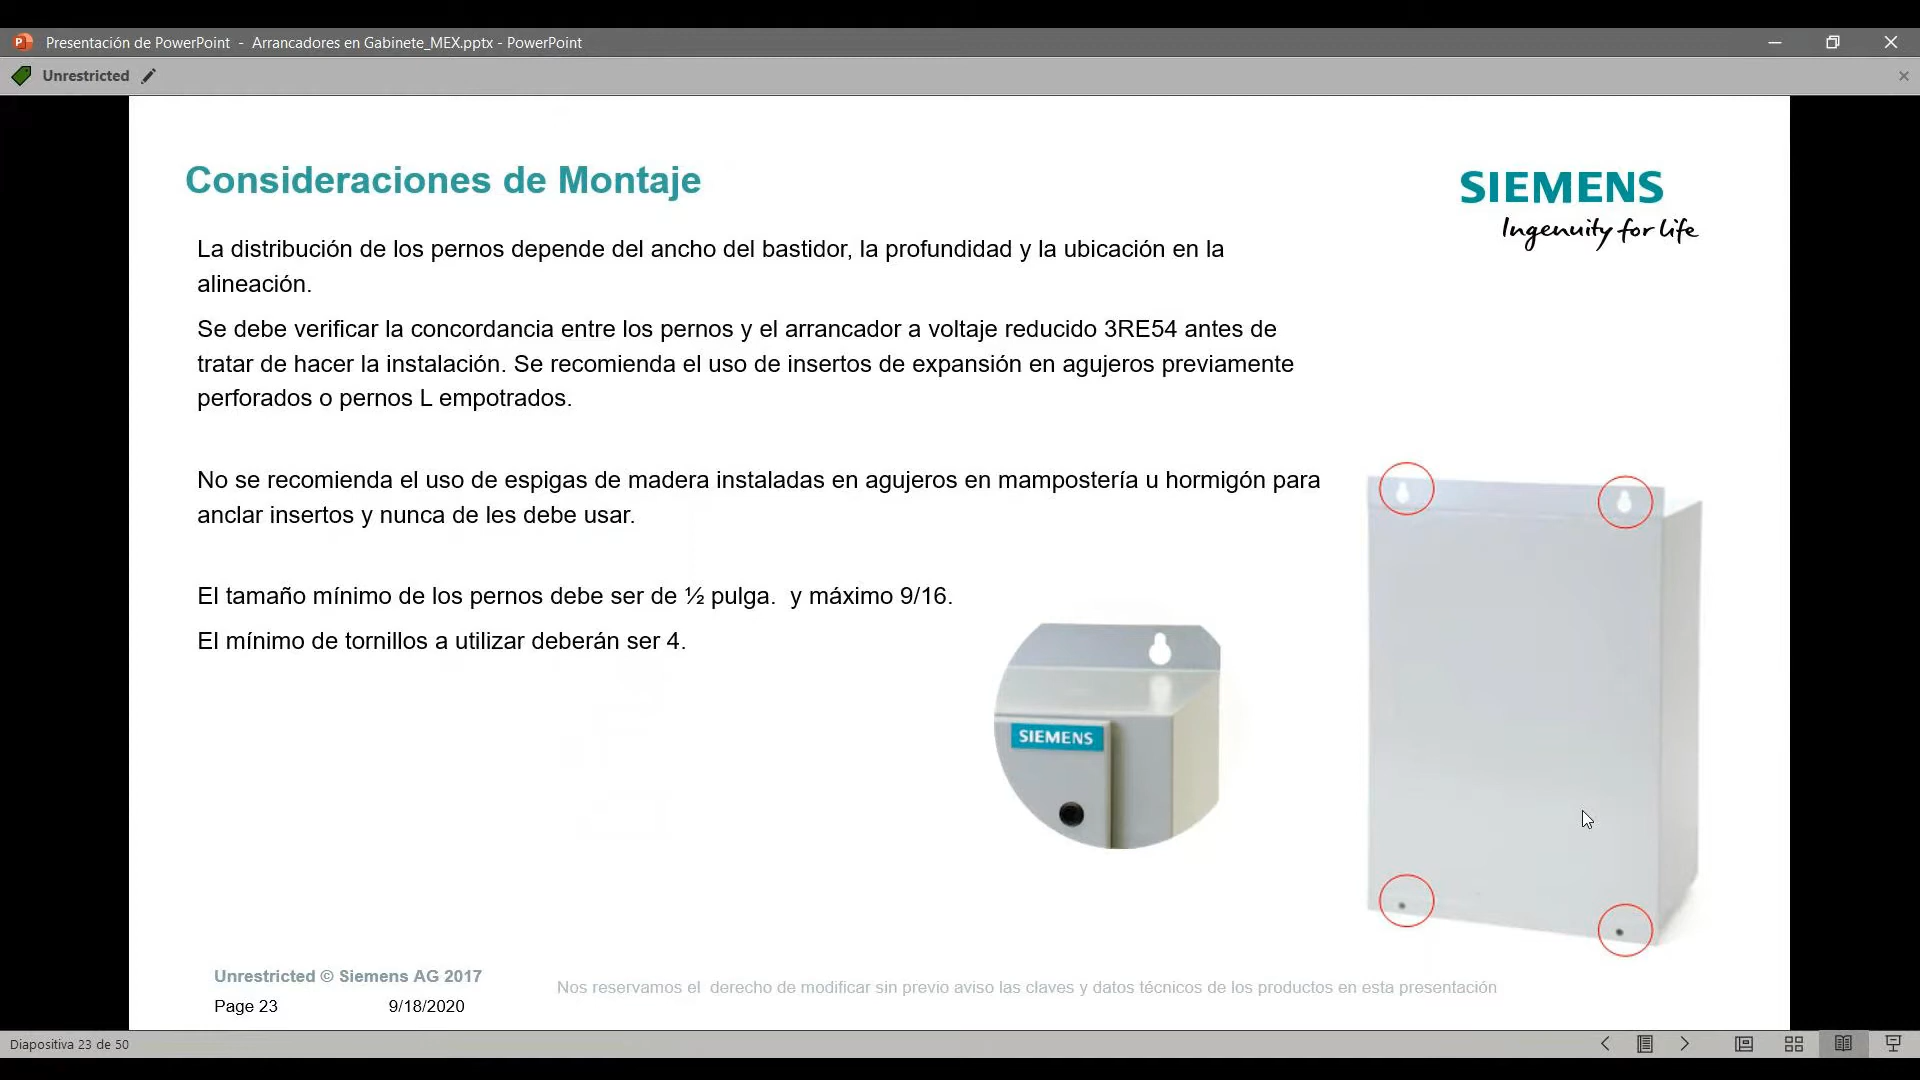 Presentación de PowerPoint - Arrancadores en Gabinete_MEX.pptx - PowerPoint
Unrestricted
Consideraciones de Montaje
SIEMENS
Ingenuity for life
La distribución de los pernos depende del ancho del bastidor, la profundidad y la ubicación en la
alineación.
Se debe verificar la concordancia entre los pernos y el arrancador a voltaje reducido 3RE54 antes de
tratar de hacer la instalación. Se recomienda el uso de insertos de expansión en agujeros previamente
perforados o pernos L empotrados.
No se recomienda el uso de espigas de madera instaladas en agujeros en mampostería u hormigón para
anclar insertos y nunca de les debe usar.
El tamaño mínimo de los pernos debe ser de ½ pulga.  y máximo 9/16.
El mínimo de tornillos a utilizar deberán ser 4.
SIEMENS
Unrestricted © Siemens AG 2017
Nos reservamos el  derecho de modificar sin previo aviso las claves y datos técnicos de los productos en esta presentación
Page 23 9/18/2020
Diapositiva 23 de 50